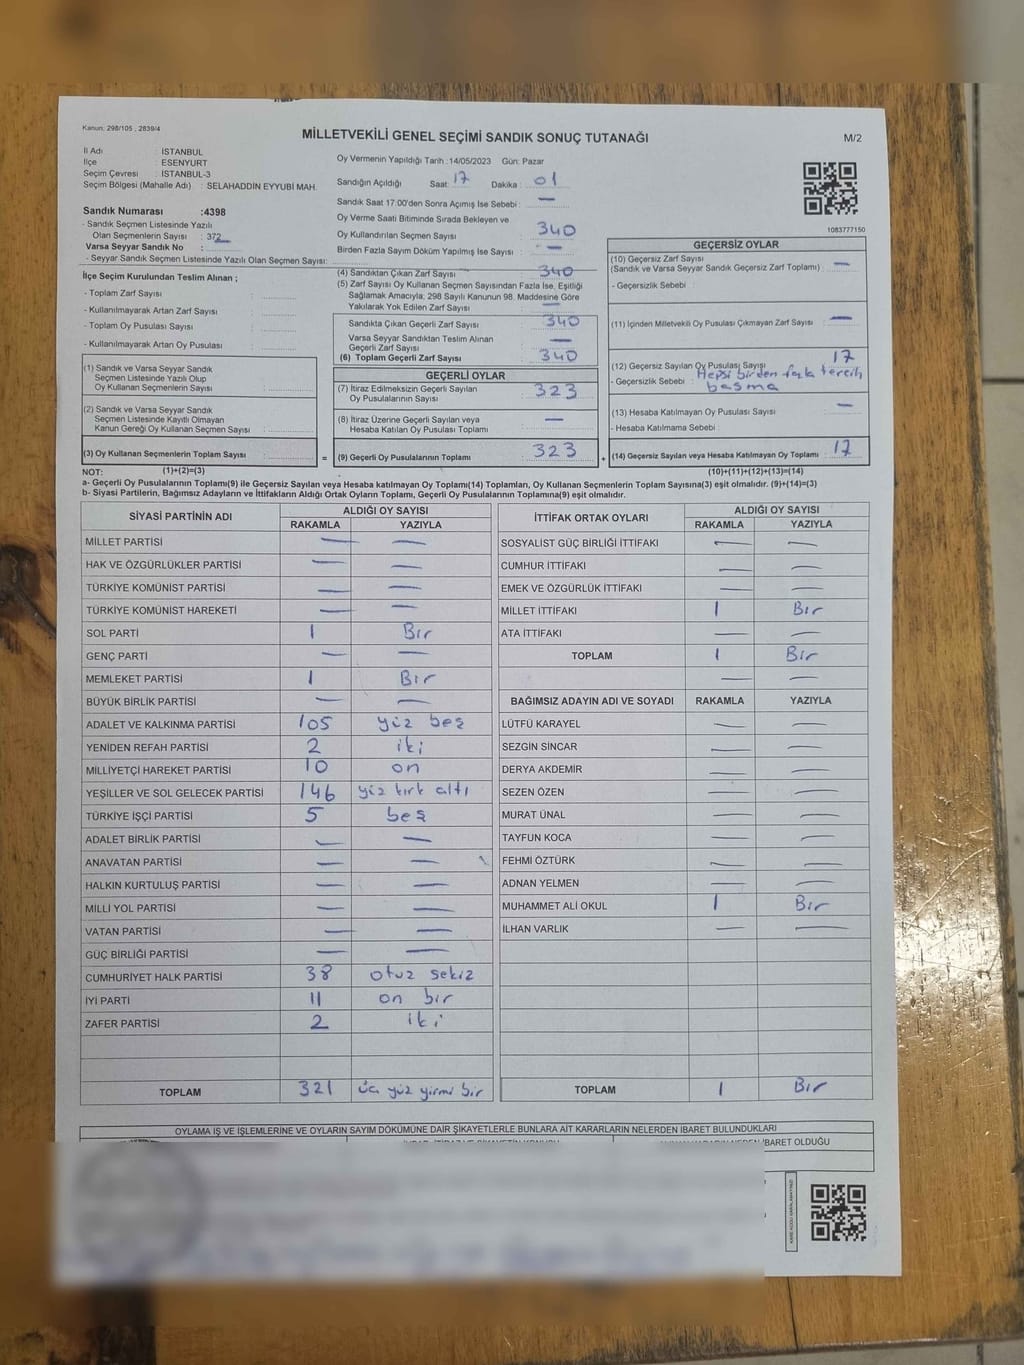 Kanun: 298/105 , 2839/4
MİLLETVEKİLİ GENEL SEÇİMİ SANDIK SONUÇ TUTANAĞI
M/2
İl Adı : İSTANBUL
İlçe : ESENYURT
Seçim Çevresi : İSTANBUL-3
Seçim Bölgesi (Mahalle Adı) : SELAHADDİN EYYUBİ MAH.
Oy Vermenin Yapıldığı Tarih :14/05/2023 Gün: Pazar
Sandığın Açıldığı Saat: 17 Dakika : 01
Sandık Saat 17.00'den Sonra Açımış İse Sebebi : —
Oy Verme Saati Bitiminde Sırada Bekleyen ve
Oy Kullandırılan Seçmen Sayısı : 340
Birden Fazla Sayım Döküm Yapılmış İse Sayısı : —
1083777150
Sandık Numarası :4398
- Sandık Seçmen Listesinde Yazılı
Olan Seçmenlerin Sayısı : 372
Varsa Seyyar Sandık No :
- Seyyar Sandık Seçmen Listesinde Yazılı Olan Seçmen Sayısı:
İlçe Seçim Kurulundan Teslim Alınan ;
- Toplam Zarf Sayısı :
- Kullanılmayarak Artan Zarf Sayısı :
- Toplam Oy Pusulası Sayısı :
- Kullanılmayarak Artan Oy Pusulası :
(1) Sandık ve Varsa Seyyar Sandık
Seçmen Listesinde Yazılı Olup
Oy Kullanan Seçmenlerin Sayısı :
(2) Sandık ve Varsa Seyyar Sandık
Seçmen Listesinde Kayıtlı Olmayan
Kanun Gereği Oy Kullanan Seçmen Sayısı :
(3) Oy Kullanan Seçmenlerin Toplam Sayısı :
(4) Sandıktan Çıkan Zarf Sayısı : 340
(5) Zarf Sayısı Oy Kullanan Seçmen Sayısından Fazla İse, Eşitliği
Sağlamak Amacıyla; 298 Sayılı Kanunun 98. Maddesine Göre
Yakılarak Yok Edilen Zarf Sayısı : —
Sandıkta Çıkan Geçerli Zarf Sayısı : 340
Varsa Seyyar Sandıktan Teslim Alınan
Geçerli Zarf Sayısı : —
(6) Toplam Geçerli Zarf Sayısı : 340
GEÇERLİ OYLAR
(7) İtiraz Edilmeksizin Geçerli Sayılan
Oy Pusulalarının Sayısı : 323
(8) İtiraz Üzerine Geçerli Sayılan veya
Hesaba Katılan Oy Pusulası Toplamı : —
= (9) Geçerli Oy Pusulalarının Toplamı : 323
GEÇERSİZ OYLAR
(10) Geçersiz Zarf Sayısı
(Sandık ve Varsa Seyyar Sandık Geçersiz Zarf Toplamı) : —
- Geçersizlik Sebebi :
(11) İçinden Milletvekili Oy Pusulası Çıkmayan Zarf Sayısı : —
(12) Geçersiz Sayılan Oy Pusulası Sayısı : 17
- Geçersizlik Sebebi : Hepsi birden fazla tercih
basma
(13) Hesaba Katılmayan Oy Pusulası Sayısı : —
- Hesaba Katılmama Sebebi :
+ (14) Geçersiz Sayılan veya Hesaba Katılmayan Oy Toplamı : 17
NOT: (1)+(2)=(3) (10)+(11)+(12)+(13)=(14)
a- Geçerli Oy Pusulalarının Toplamı(9) ile Geçersiz Sayılan veya Hesaba Katılmayan Oy Toplamı(14) Toplamları, Oy Kullanan Seçmenlerin Toplam Sayısına(3) eşit olmalıdır. (9)+(14)=(3)
b- Siyasi Partilerin, Bağımsız Adayların ve İttifakların Aldığı Ortak Oyların Toplamı, Geçerli Oy Pusulalarının Toplamına(9) eşit olmalıdır.
SİYASİ PARTİNİN ADI ALDIĞI OY SAYISI
RAKAMLA YAZIYLA
MİLLET PARTİSİ — —
HAK VE ÖZGÜRLÜKLER PARTİSİ — —
TÜRKİYE KOMÜNİST PARTİSİ — —
TÜRKİYE KOMÜNİST HAREKETİ — —
SOL PARTİ 1 Bir
GENÇ PARTİ — —
MEMLEKET PARTİSİ 1 Bir
BÜYÜK BİRLİK PARTİSİ — —
ADALET VE KALKINMA PARTİSİ 105 yüz beş
YENİDEN REFAH PARTİSİ 2 iki
MİLLİYETÇİ HAREKET PARTİSİ 10 on
YEŞİLLER VE SOL GELECEK PARTİSİ 146 yüz kırk altı
TÜRKİYE İŞÇİ PARTİSİ 5 beş
ADALET BİRLİK PARTİSİ — —
ANAVATAN PARTİSİ — —
HALKIN KURTULUŞ PARTİSİ — —
MİLLİ YOL PARTİSİ — —
VATAN PARTİSİ — —
GÜÇ BİRLİĞİ PARTİSİ — —
CUMHURİYET HALK PARTİSİ 38 otuz sekiz
İYİ PARTİ 11 on bir
ZAFER PARTİSİ 2 iki
TOPLAM 321 üç yüz yirmi bir
İTTİFAK ORTAK OYLARI ALDIĞI OY SAYISI
RAKAMLA YAZIYLA
SOSYALİST GÜÇ BİRLİĞİ İTTİFAKI — —
CUMHUR İTTİFAKI — —
EMEK VE ÖZGÜRLÜK İTTİFAKI — —
MİLLET İTTİFAKI 1 Bir
ATA İTTİFAKI — —
TOPLAM 1 Bir
— —
BAĞIMSIZ ADAYIN ADI VE SOYADI RAKAMLA YAZIYLA
LÜTFÜ KARAYEL — —
SEZGİN SİNCAR — —
DERYA AKDEMİR — —
SEZEN ÖZEN — —
MURAT ÜNAL — —
TAYFUN KOCA — —
FEHMİ ÖZTÜRK — —
ADNAN YELMEN — —
MUHAMMET ALİ OKUL 1 Bir
İLHAN VARLIK — —
TOPLAM 1 Bir
OYLAMA İŞ VE İŞLEMLERİNE VE OYLARIN SAYIM DÖKÜMÜNE DAİR ŞİKAYETLERLE BUNLARA AİT KARARLARIN NELERDEN İBARET BULUNDUKLARI
İBARET OLDUĞU